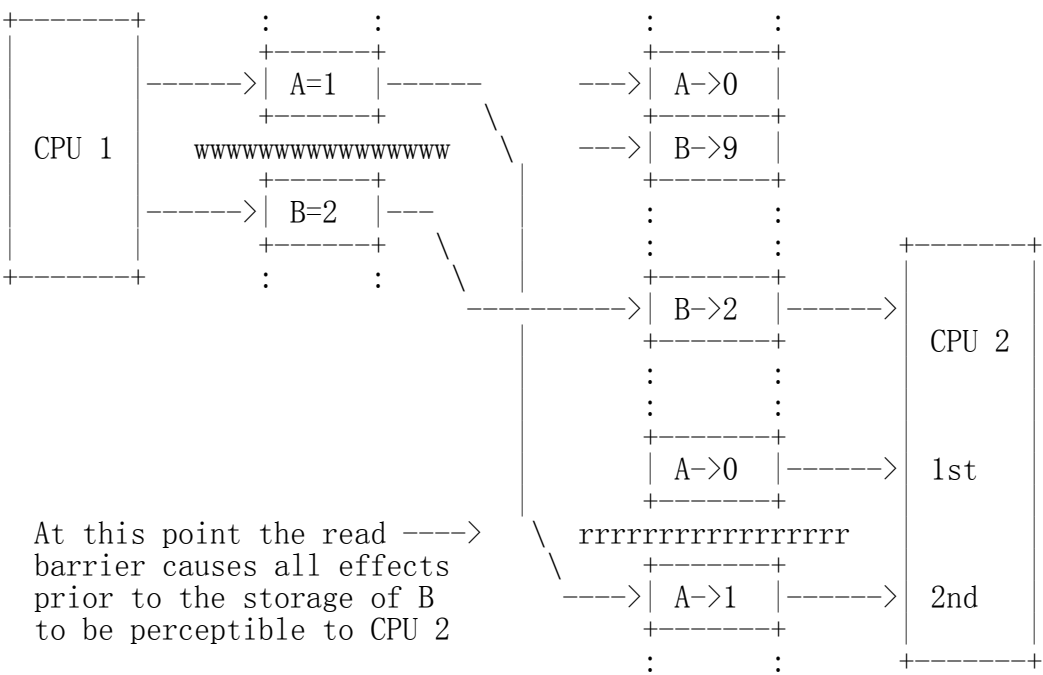 +-------+       :      :                :       :
|       |       +------+                +-------+
|       |------>| A=1  |------      --->| A->0  |
|       |       +------+      \         +-------+
| CPU 1 |   wwwwwwwwwwwwwwww   \    --->| B->9  |
|       |       +------+        |       +-------+
|       |------>| B=2  |---     |       :       :
|       |       +------+   \    |       :       :       +-------+
+-------+       :      :    \   |       +-------+       |       |
                             ---------->| B->2  |------>|       |
                                |       +-------+       | CPU 2 |
                                |       :       :       |       |
                                |       :       :       |       |
                                |       +-------+       |       |
                                |       | A->0  |------>| 1st   |
                                |       +-------+       |       |
  At this point the read ---->   \  rrrrrrrrrrrrrrrrr   |       |
  barrier causes all effects      \     +-------+       |       |
  prior to the storage of B        ---->| A->1  |------>| 2nd   |
  to be perceptible to CPU 2            +-------+       |       |
                                        :       :       +-------+